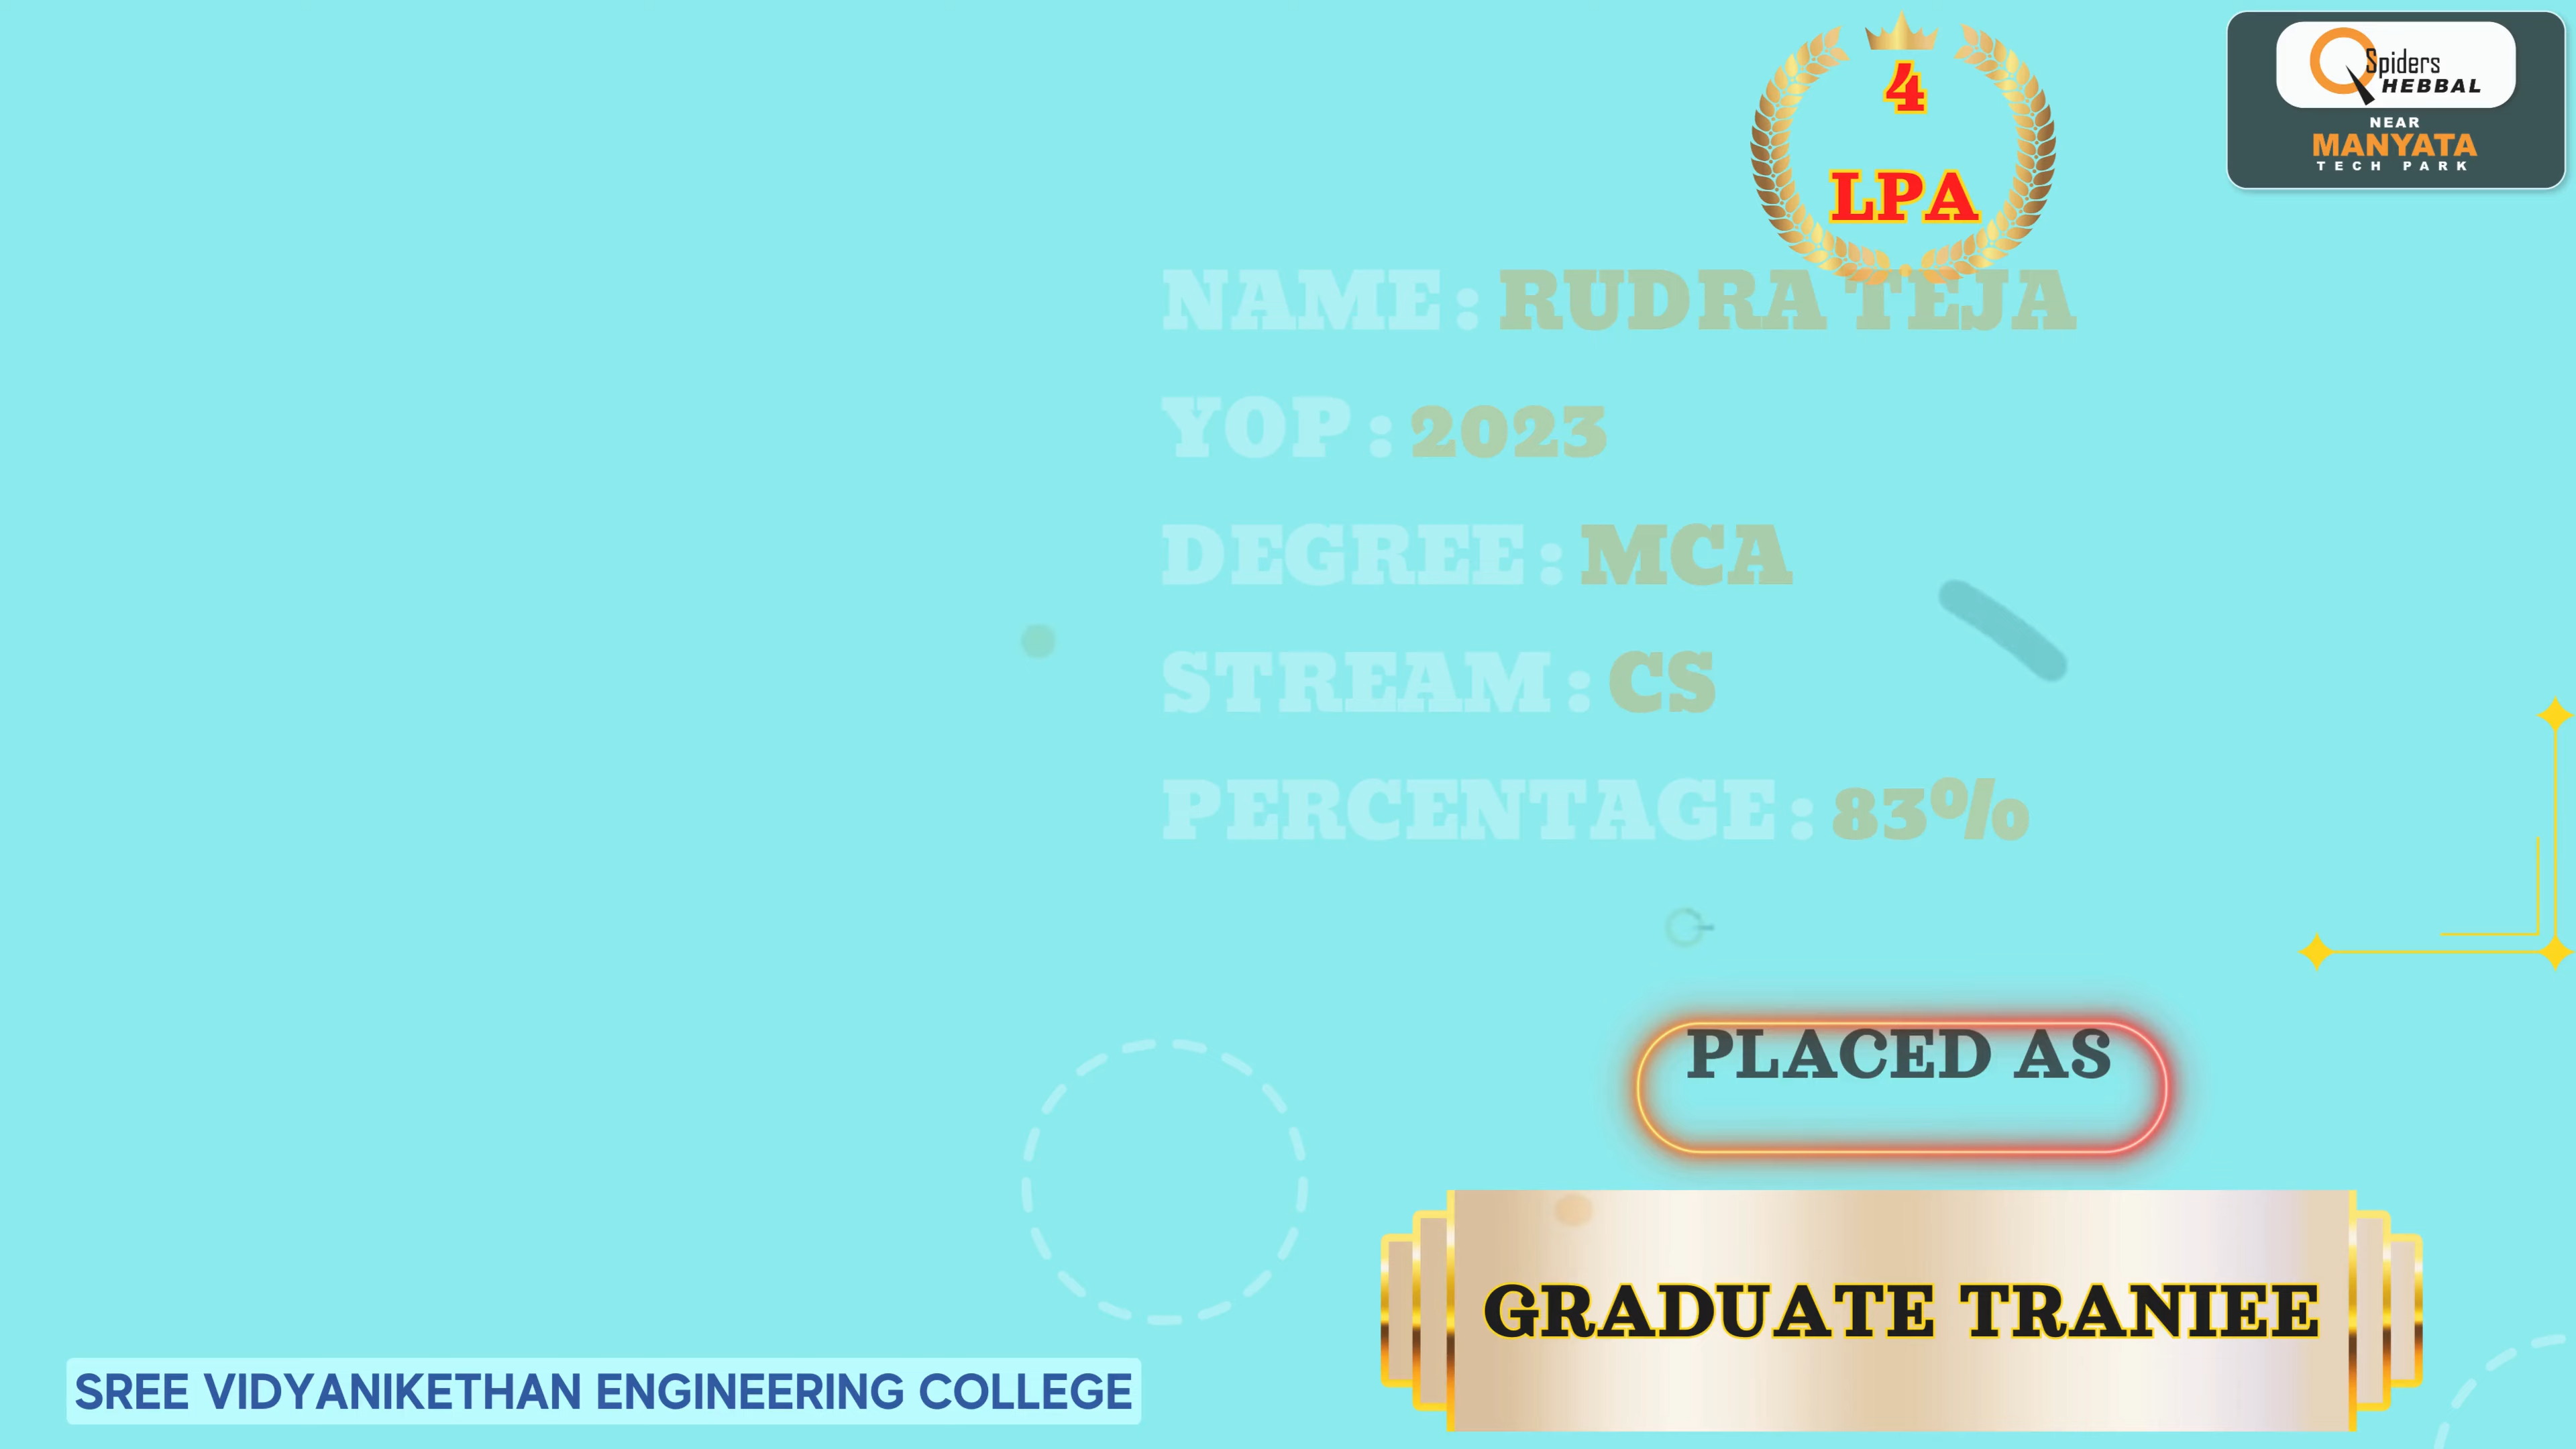 4
LPA
Spiders
HEBBAL
NEAR
MANYATA
TECH PARK
NAME : RUDRA TEJA
YOP : 2023
DEGREE : MCA
STREAM : CS
PERCENTAGE : 83%
PLACED AS
GRADUATE TRANIEE
SREE VIDYANIKETHAN ENGINEERING COLLEGE